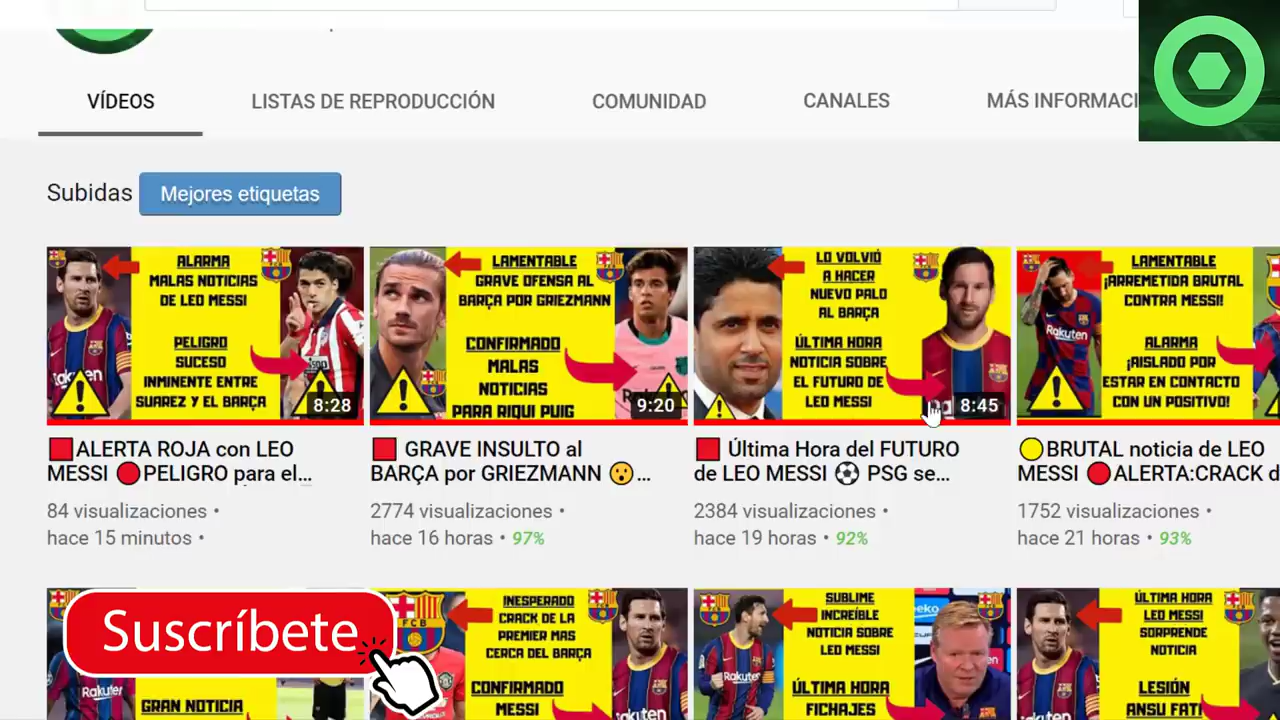 VÍDEOS
LISTAS DE REPRODUCCIÓN
COMUNIDAD
CANALES
MÁS INFORMACI
Subidas
Mejores etiquetas
ALARMA
MALAS NOTICIAS
DE LEO MESSI
PELIGRO
SUCESO
INMINENTE ENTRE
SUAREZ Y EL BARÇA
8:28
LAMENTABLE
GRAVE OFENSA AL
BARÇA POR GRIEZMANN
CONFIRMADO
MALAS
NOTICIAS
PARA RIQUI PUIG
9:20
LO VOLVIÓ
A HACER
NUEVO PALO
AL BARÇA
ÚLTIMA HORA
NOTICIA SOBRE
EL FUTURO DE
LEO MESSI
8:45
LAMENTABLE
¡ARREMETIDA BRUTAL
CONTRA MESSI!
ALARMA
¡AISLADO POR
ESTAR EN CONTACTO
CON UN POSITIVO!
Rakuten
🟥ALERTA ROJA con LEO
MESSI 🔴PELIGRO para el...
84 visualizaciones •
hace 15 minutos •
🟥 GRAVE INSULTO al
BARÇA por GRIEZMANN 😮...
2774 visualizaciones •
hace 16 horas • 97%
🟥 Última Hora del FUTURO
de LEO MESSI ⚽ PSG se...
2384 visualizaciones •
hace 19 horas • 92%
🟡BRUTAL noticia de LEO
MESSI 🔴ALERTA:CRACK d
1752 visualizaciones •
hace 21 horas • 93%
Suscríbete
Rakuten
GRAN NOTICIA
FCB
INESPERADO
CRACK DE LA
PREMIER MAS
CERCA DEL BARÇA
CONFIRMADO
MESSI
SUBLIME
INCREÍBLE
NOTICIA SOBRE
LEO MESSI
ÚLTIMA HORA
FICHAJES
Rakuten
ÚLTIMA HORA
LEO MESSI
SORPRENDE
NOTICIA
LESIÓN
ANSU FATI